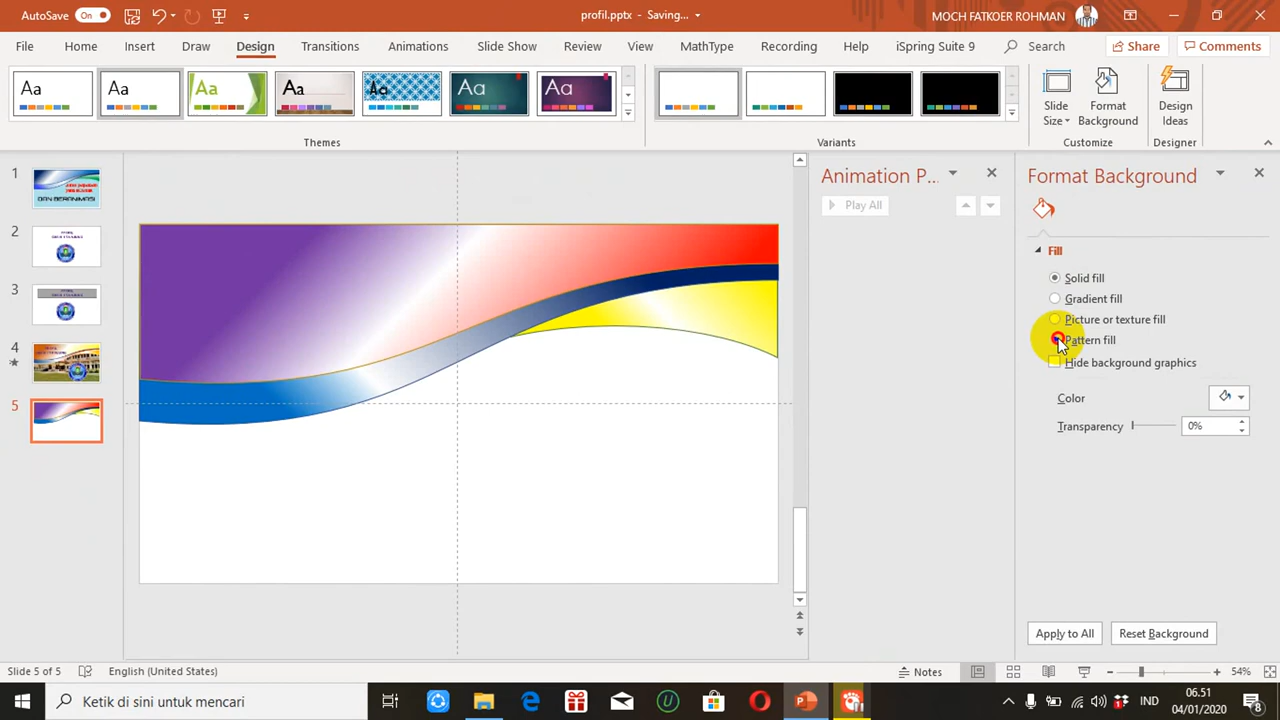 AutoSave On profil.pptx - Saving... MOCH FATKOER ROHMAN
File Home Insert Draw Design Transitions Animations Slide Show Review View MathType Recording Help iSpring Suite 9 Search Share Comments
Aa Aa Aa Aa Aa Aa Aa
Slide Size Format Background Design Ideas
Themes Variants Customize Designer
Animation P... Format Background
Play All
Fill
Solid fill
Gradient fill
Picture or texture fill
Pattern fill
Hide background graphics
Color
Transparency 0%
1
DAN BERANIMASI
2
3
4
5
Apply to All Reset Background
Slide 5 of 5 English (United States) Notes 54%
Ketik di sini untuk mencari
IND
06.51
04/01/2020
8